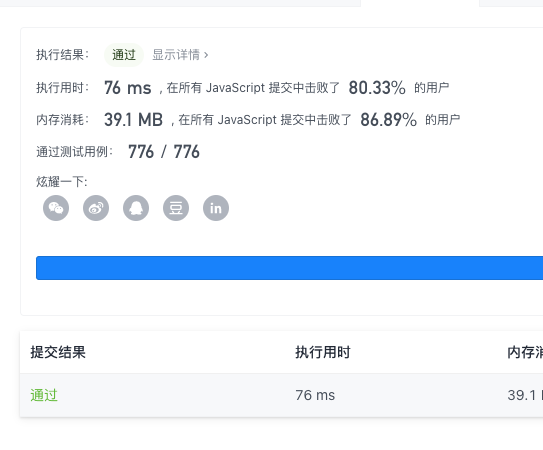 执行结果： 通过 显示详情 ›
执行用时： 76 ms ，在所有 JavaScript 提交中击败了 80.33% 的用户
内存消耗： 39.1 MB ，在所有 JavaScript 提交中击败了 86.89% 的用户
通过测试用例： 776 / 776
炫耀一下:
豆 in
提交结果 执行用时 内存
通过 76 ms 39.1